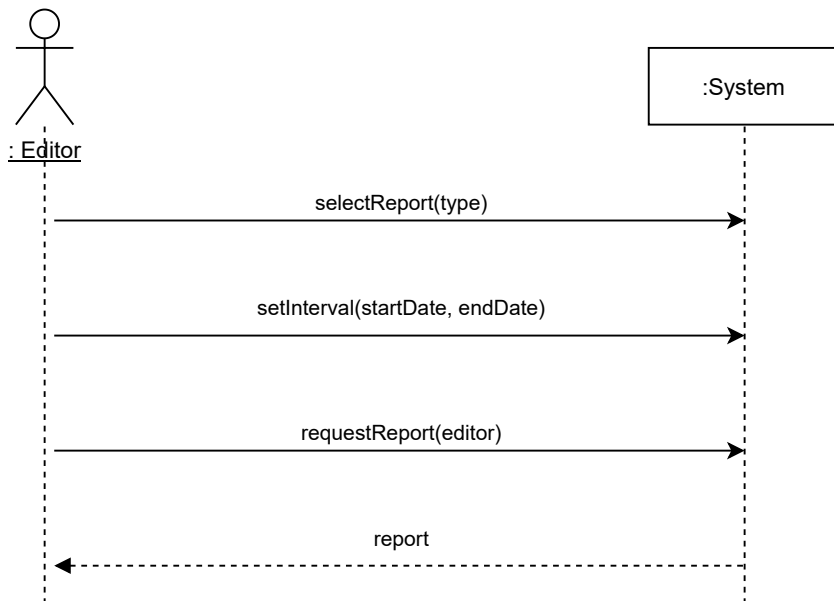 :System
: Editor
selectReport(type)
setInterval(startDate, endDate)
requestReport(editor)
report